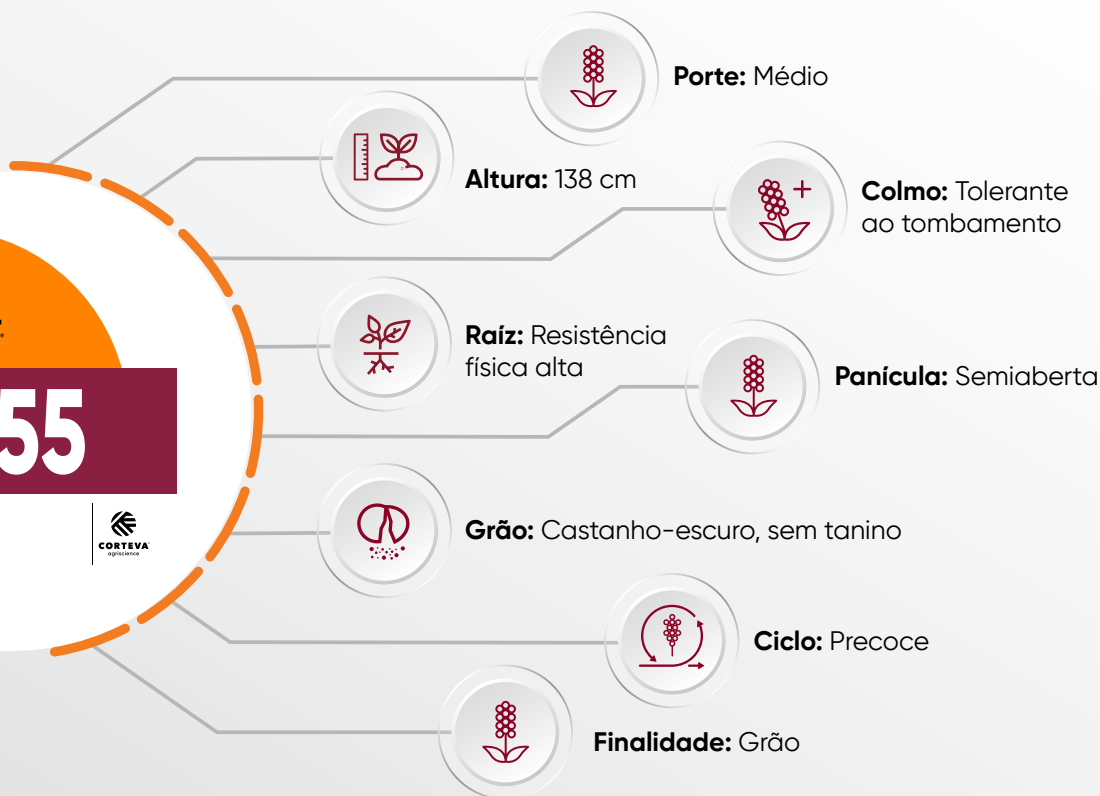 Porte: Médio
Altura: 138 cm
Colmo: Tolerante
ao tombamento
Raíz: Resistência
física alta
Panícula: Semiaberta
55
CORTEVA
agriscience
Grão: Castanho-escuro, sem tanino
Ciclo: Precoce
Finalidade: Grão